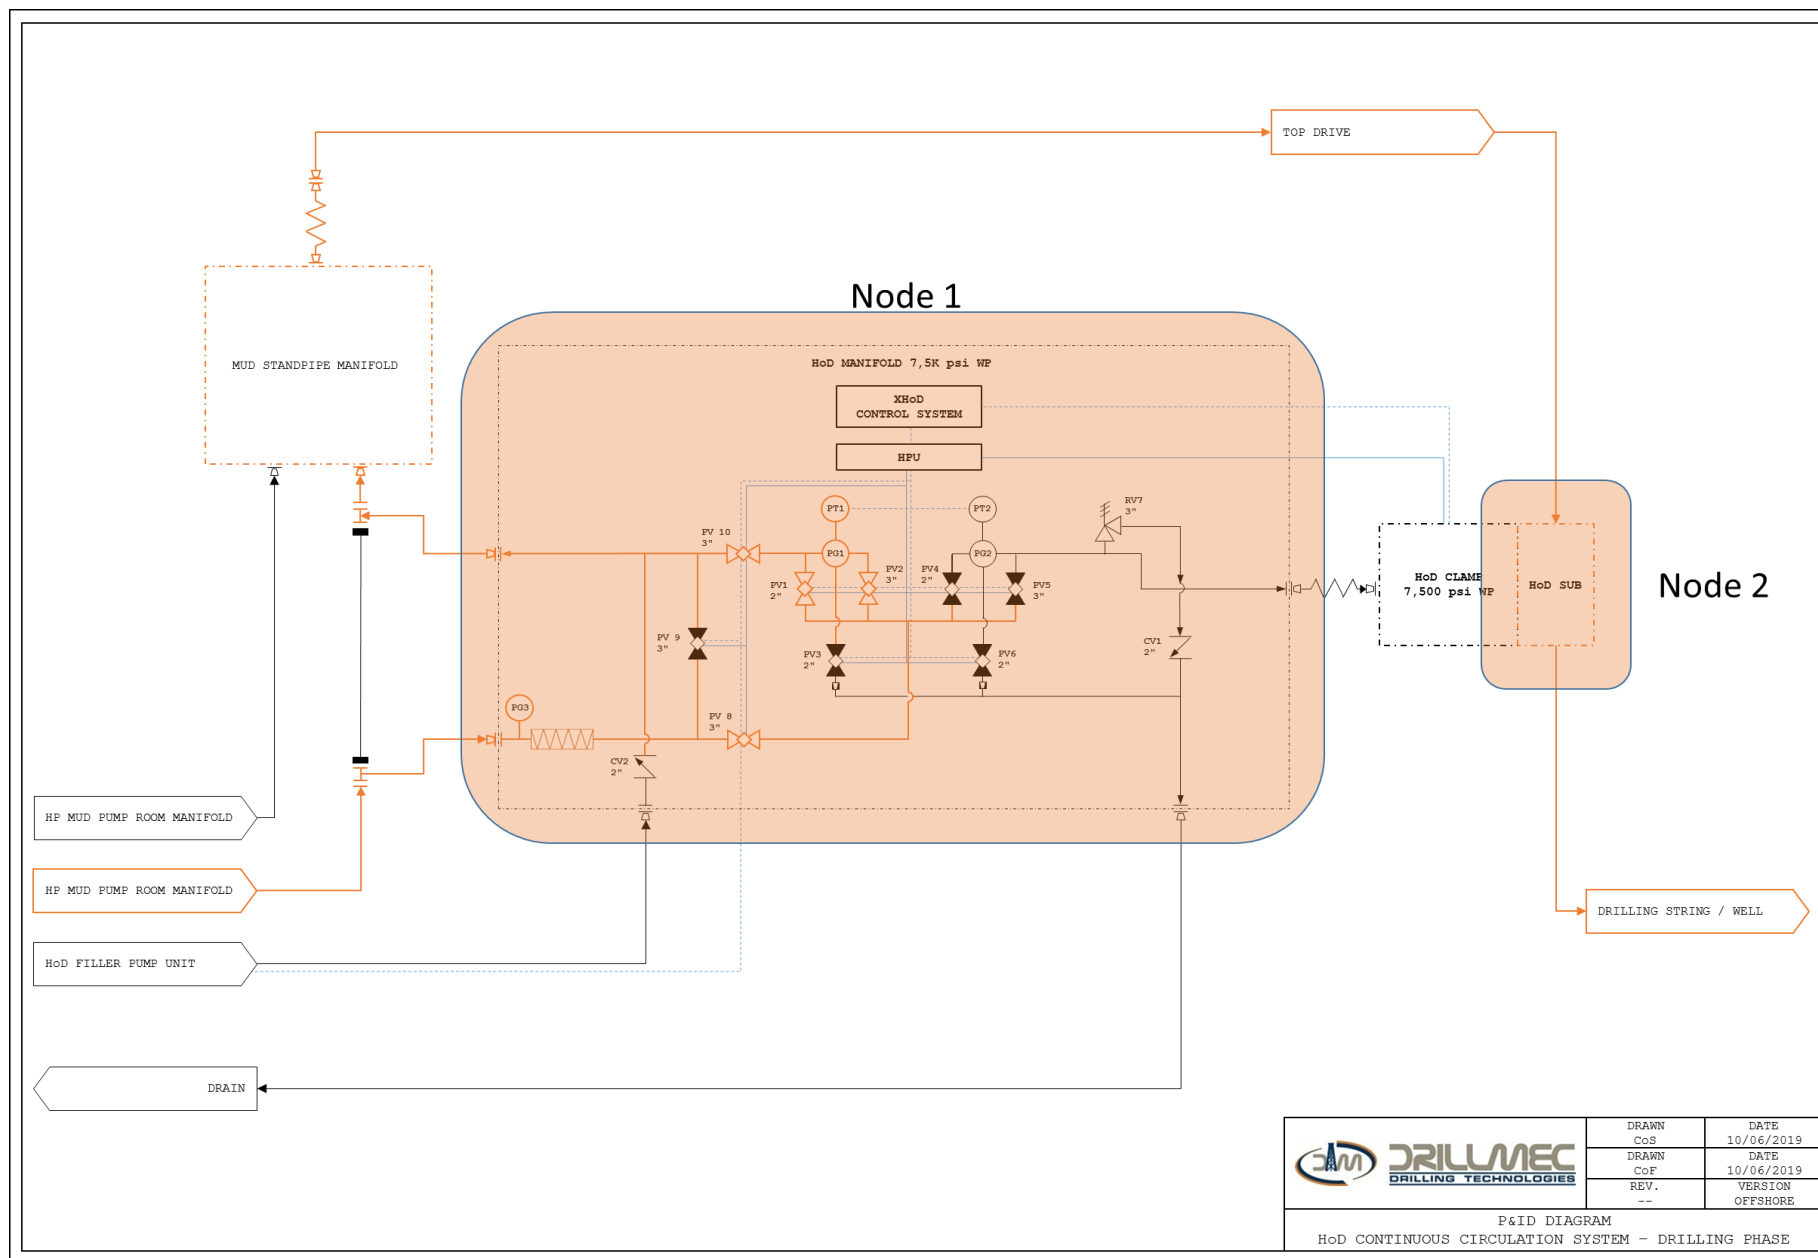 TOP DRIVE
Node 1
MUD STANDPIPE MANIFOLD
HoD MANIFOLD 7,5K psi WP
XHoD
CONTROL SYSTEM
HPU
PT1
PT2
RV7
3"
PV 10
3"
PG1
PG2
PV1
2"
PV2
3"
PV4
2"
PV5
3"
HoD CLAMP
7,500 psi WP
HoD SUB
Node 2
PV 9
3"
PV3
2"
PV6
2"
CV1
2"
PG3
PV 8
3"
CV2
2"
HP MUD PUMP ROOM MANIFOLD
HP MUD PUMP ROOM MANIFOLD
DRILLING STRING / WELL
HoD FILLER PUMP UNIT
DRAIN
DM
DRILLMEC
DRILLING TECHNOLOGIES
DRAWN
CoS
DATE
10/06/2019
DRAWN
CoF
DATE
10/06/2019
REV.
--
VERSION
OFFSHORE
P&ID DIAGRAM
HoD CONTINUOUS CIRCULATION SYSTEM – DRILLING PHASE